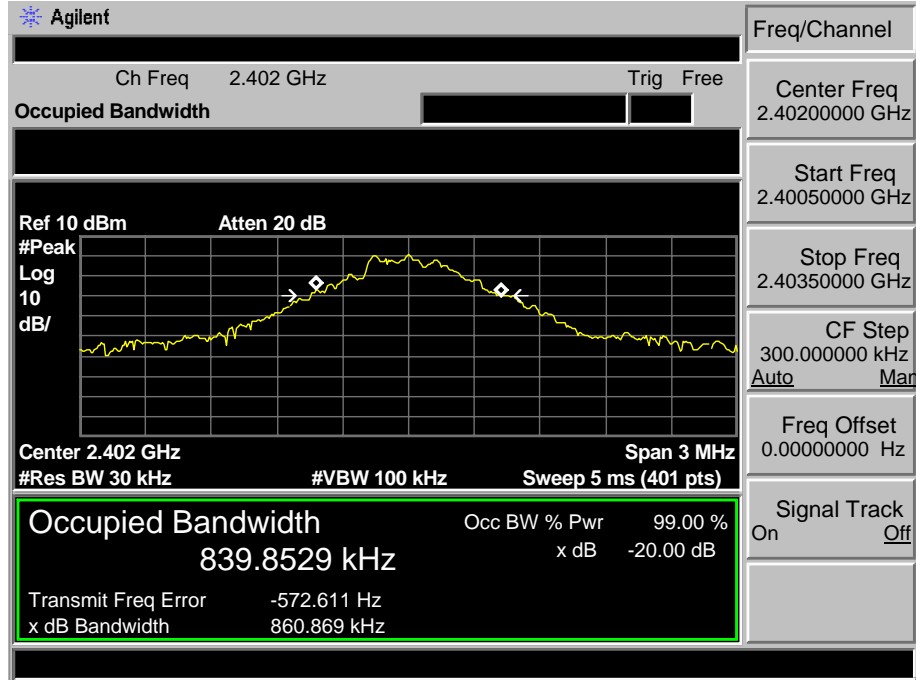 Agilent
Freq/Channel
Ch Freq 2.402 GHz Trig Free
Occupied Bandwidth
Center Freq
2.40200000 GHz
Start Freq
2.40050000 GHz
Stop Freq
2.40350000 GHz
CF Step
300.000000 kHz
Auto Man
Freq Offset
0.00000000 Hz
Signal Track
On Off
Ref 10 dBm Atten 20 dB
#Peak
Log
10
dB/
Center 2.402 GHz Span 3 MHz
#Res BW 30 kHz #VBW 100 kHz Sweep 5 ms (401 pts)
Occupied Bandwidth Occ BW % Pwr 99.00 %
839.8529 kHz x dB -20.00 dB
Transmit Freq Error -572.611 Hz
x dB Bandwidth 860.869 kHz